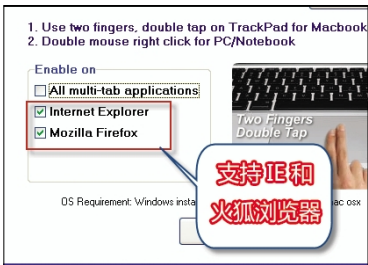 1. Use two fingers, double tap on TrackPad for Macbook
2. Double mouse right click for PC/Notebook
Enable on
All multi-tab applications
Internet Explorer
Mozilla Firefox
Two Fingers
Double Tap
支持 IE 和
火狐浏览器
OS Requirement: Windows insta
ac osx